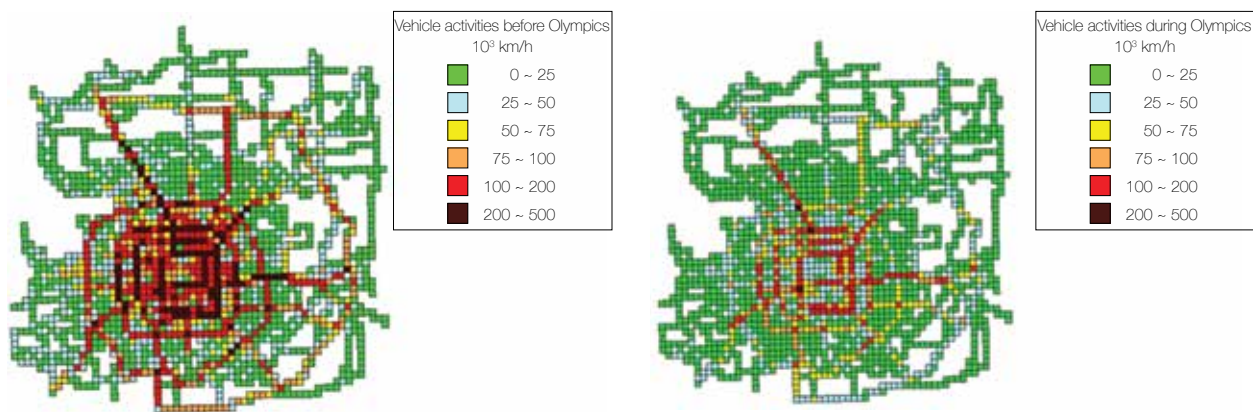 Vehicle activities before Olympics
10³ km/h
0 ~ 25
25 ~ 50
50 ~ 75
75 ~ 100
100 ~ 200
200 ~ 500
Vehicle activities during Olympics
10³ km/h
0 ~ 25
25 ~ 50
50 ~ 75
75 ~ 100
100 ~ 200
200 ~ 500